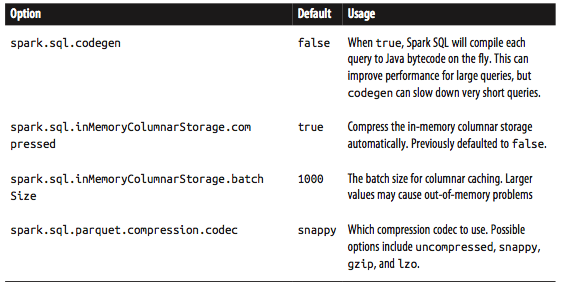 Option Default Usage
spark.sql.codegen false When true, Spark SQL will compile each
query to Java bytecode on the fly. This can
improve performance for large queries, but
codegen can slow down very short queries.
spark.sql.inMemoryColumnarStorage.com true Compress the in-memory columnar storage
pressed automatically. Previously defaulted to false.
spark.sql.inMemoryColumnarStorage.batch 1000 The batch size for columnar caching. Larger
Size values may cause out-of-memory problems
spark.sql.parquet.compression.codec snappy Which compression codec to use. Possible
options include uncompressed, snappy,
gzip, and lzo.